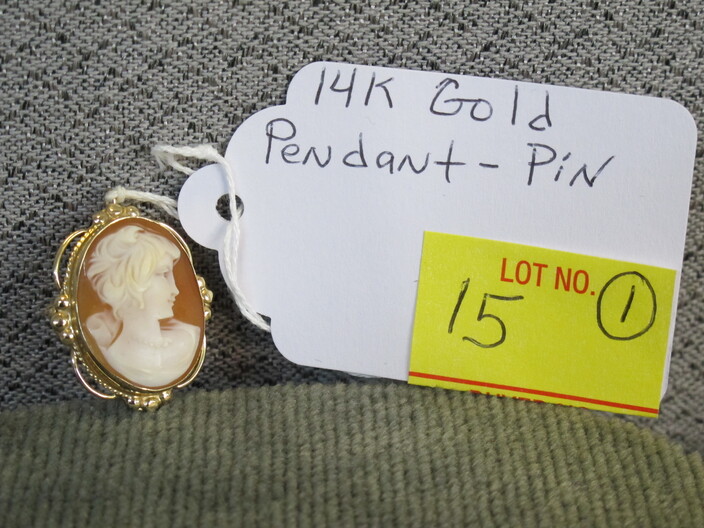 14K Gold
Pendant - Pin
LOT NO.
15 1